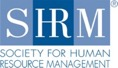 SHRM®
SOCIETY FOR HUMAN
RESOURCE MANAGEMENT